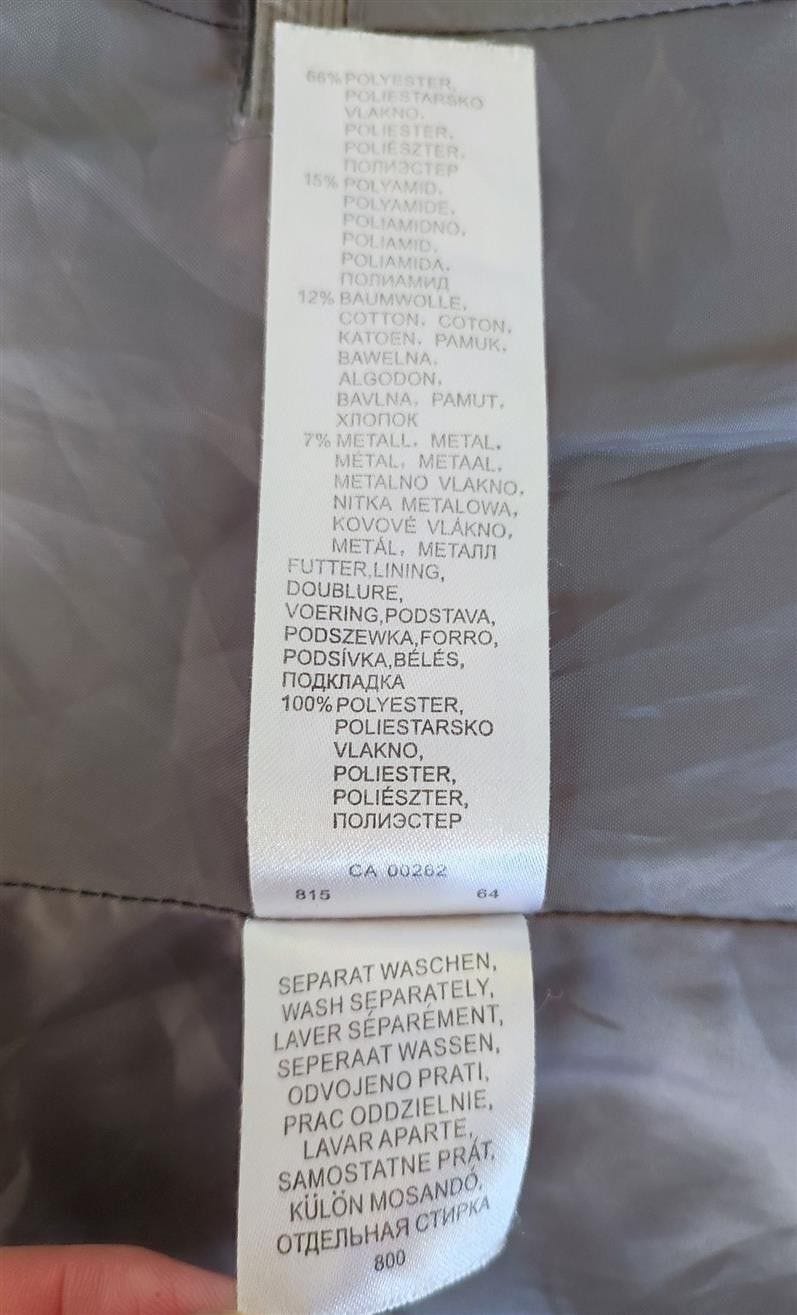 66% POLYESTER,
POLIESTARSKO
VLAKNO,
POLIESTER,
POLIÉSZTER,
ПОЛИЭСТЕР
15% POLYAMID,
POLYAMIDE,
POLIAMIDNO,
POLIAMID,
POLIAMIDA,
ПОЛИАМИД
12% BAUMWOLLE,
COTTON, COTON,
KATOEN, PAMUK,
BAWELNA,
ALGODON,
BAVLNA, PAMUT,
ХЛОПОК
7% METALL, METAL,
MÉTAL, METAAL,
METALNO VLAKNO,
NITKA METALOWA,
KOVOVÉ VLÁKNO,
METÁL, МЕТАЛЛ
FUTTER,LINING,
DOUBLURE,
VOERING,PODSTAVA,
PODSZEWKA,FORRO,
PODSÍVKA,BÉLÉS,
ПОДКЛАДКА
100% POLYESTER,
POLIESTARSKO
VLAKNO,
POLIESTER,
POLIÉSZTER,
ПОЛИЭСТЕР
CA 00262
815 64
SEPARAT WASCHEN,
WASH SEPARATELY,
LAVER SÉPARÉMENT,
SEPERAAT WASSEN,
ODVOJENO PRATI,
PRAC ODDZIELNIE,
LAVAR APARTE,
SAMOSTATNE PRÁT,
KÜLÖN MOSANDÓ,
ОТДЕЛЬНАЯ СТИРКА
800